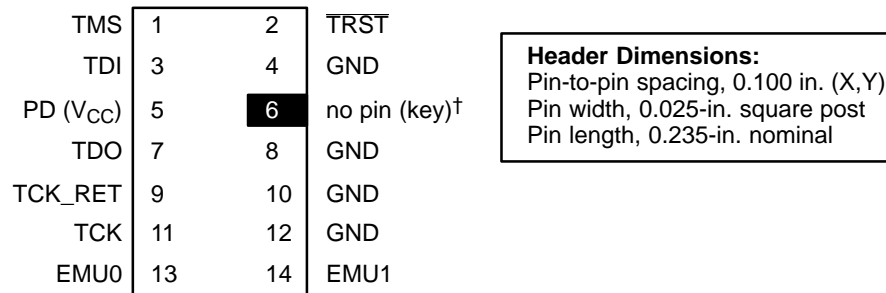 TMS 1 2 TRST
TDI 3 4 GND
PD (VCC) 5 6 no pin (key)†
TDO 7 8 GND
TCK_RET 9 10 GND
TCK 11 12 GND
EMU0 13 14 EMU1
Header Dimensions:
Pin-to-pin spacing, 0.100 in. (X,Y)
Pin width, 0.025-in. square post
Pin length, 0.235-in. nominal